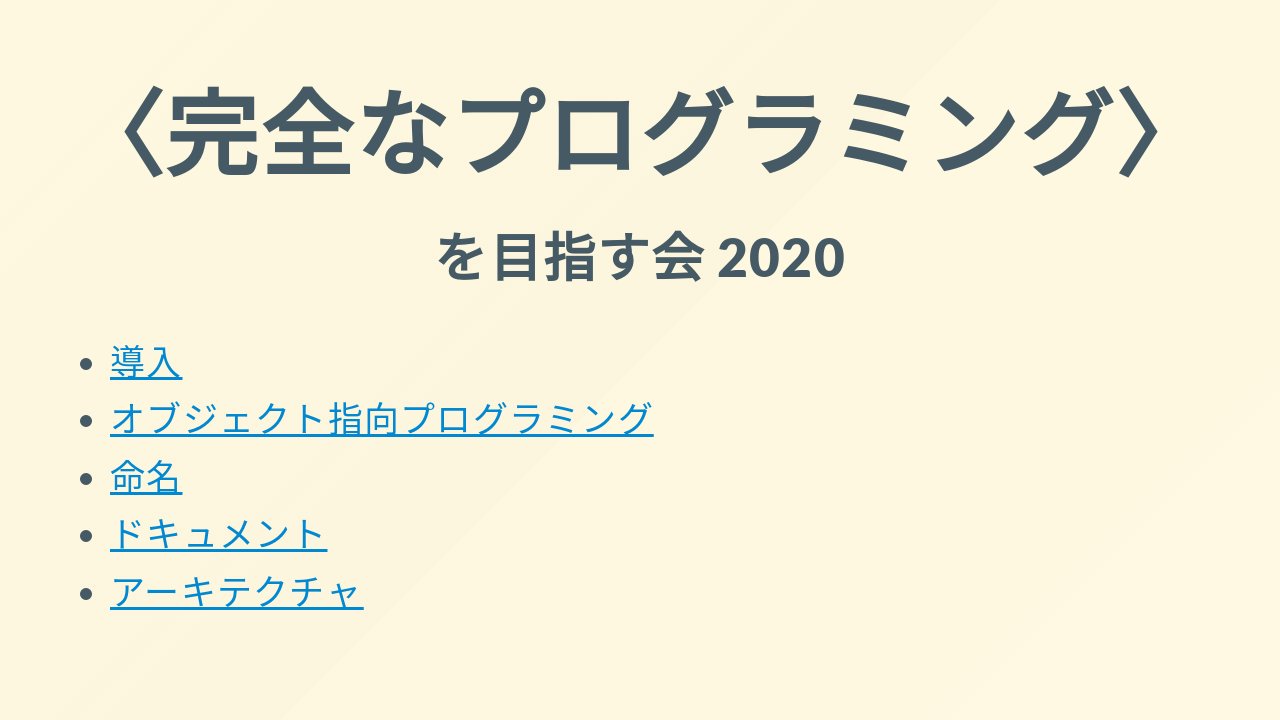 〈完全なプログラミング〉
を目指す会 2020
• 導入
• オブジェクト指向プログラミング
• 命名
• ドキュメント
• アーキテクチャ